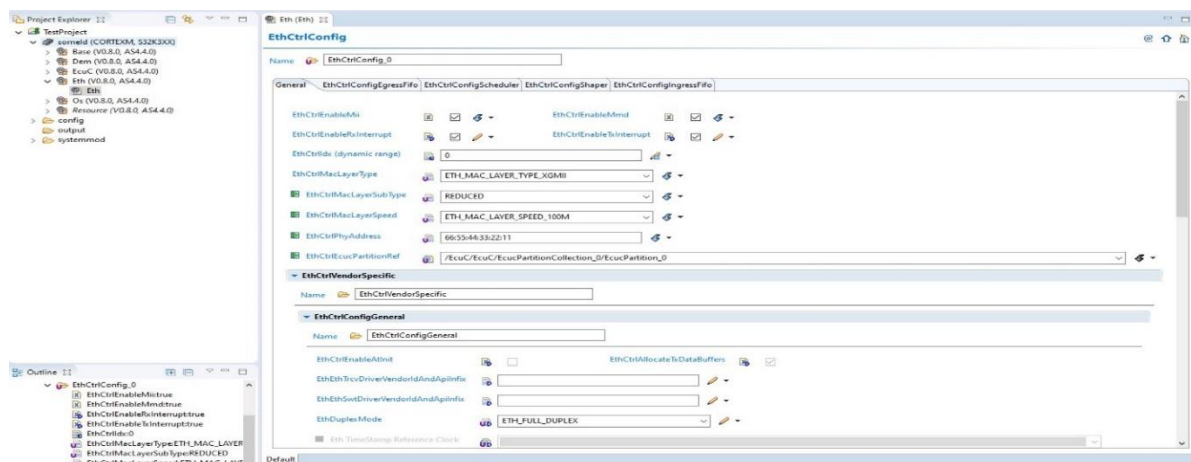 Project Explorer
TestProject
someId (CORTEXM, S32K3XX)
Base (V0.8.0, AS4.4.0)
Dem (V0.8.0, AS4.4.0)
EcuC (V0.8.0, AS4.4.0)
Eth (V0.8.0, AS4.4.0)
Eth
Os (V0.8.0, AS4.4.0)
Resource (V0.8.0, AS4.4.0)
config
output
systemmod
Outline
EthCtrlConfig_0
EthCtrlEnableMii:true
EthCtrlEnableMmd:true
EthCtrlEnableRxInterrupt:true
EthCtrlEnableTxInterrupt:true
EthCtrlIdx:0
EthCtrlMacLayerType:ETH_MAC_LAYER
EthCtrlMacLayerSubType:REDUCED
Eth (Eth)
EthCtrlConfig
Name EthCtrlConfig_0
General EthCtrlConfigEgressFifo EthCtrlConfigScheduler EthCtrlConfigShaper EthCtrlConfigIngressFifo
EthCtrlEnableMii EthCtrlEnableMmd
EthCtrlEnableRxInterrupt EthCtrlEnableTxInterrupt
EthCtrlIdx (dynamic range) 0
EthCtrlMacLayerType ETH_MAC_LAYER_TYPE_XGMII
EthCtrlMacLayerSubType REDUCED
EthCtrlMacLayerSpeed ETH_MAC_LAYER_SPEED_100M
EthCtrlPhyAddress 66:55:44:33:22:11
EthCtrlEcucPartitionRef /EcuC/EcuC/EcucPartitionCollection_0/EcucPartition_0
EthCtrlVendorSpecific
Name EthCtrlVendorSpecific
EthCtrlConfigGeneral
Name EthCtrlConfigGeneral
EthCtrlEnableAtInit EthCtrlAllocateTxDataBuffers
EthEthTrcvDriverVendorIdAndApiInfix
EthEthSwtDriverVendorIdAndApiInfix
EthDuplexMode ETH_FULL_DUPLEX
Eth TimeStamp Reference Clock
Default